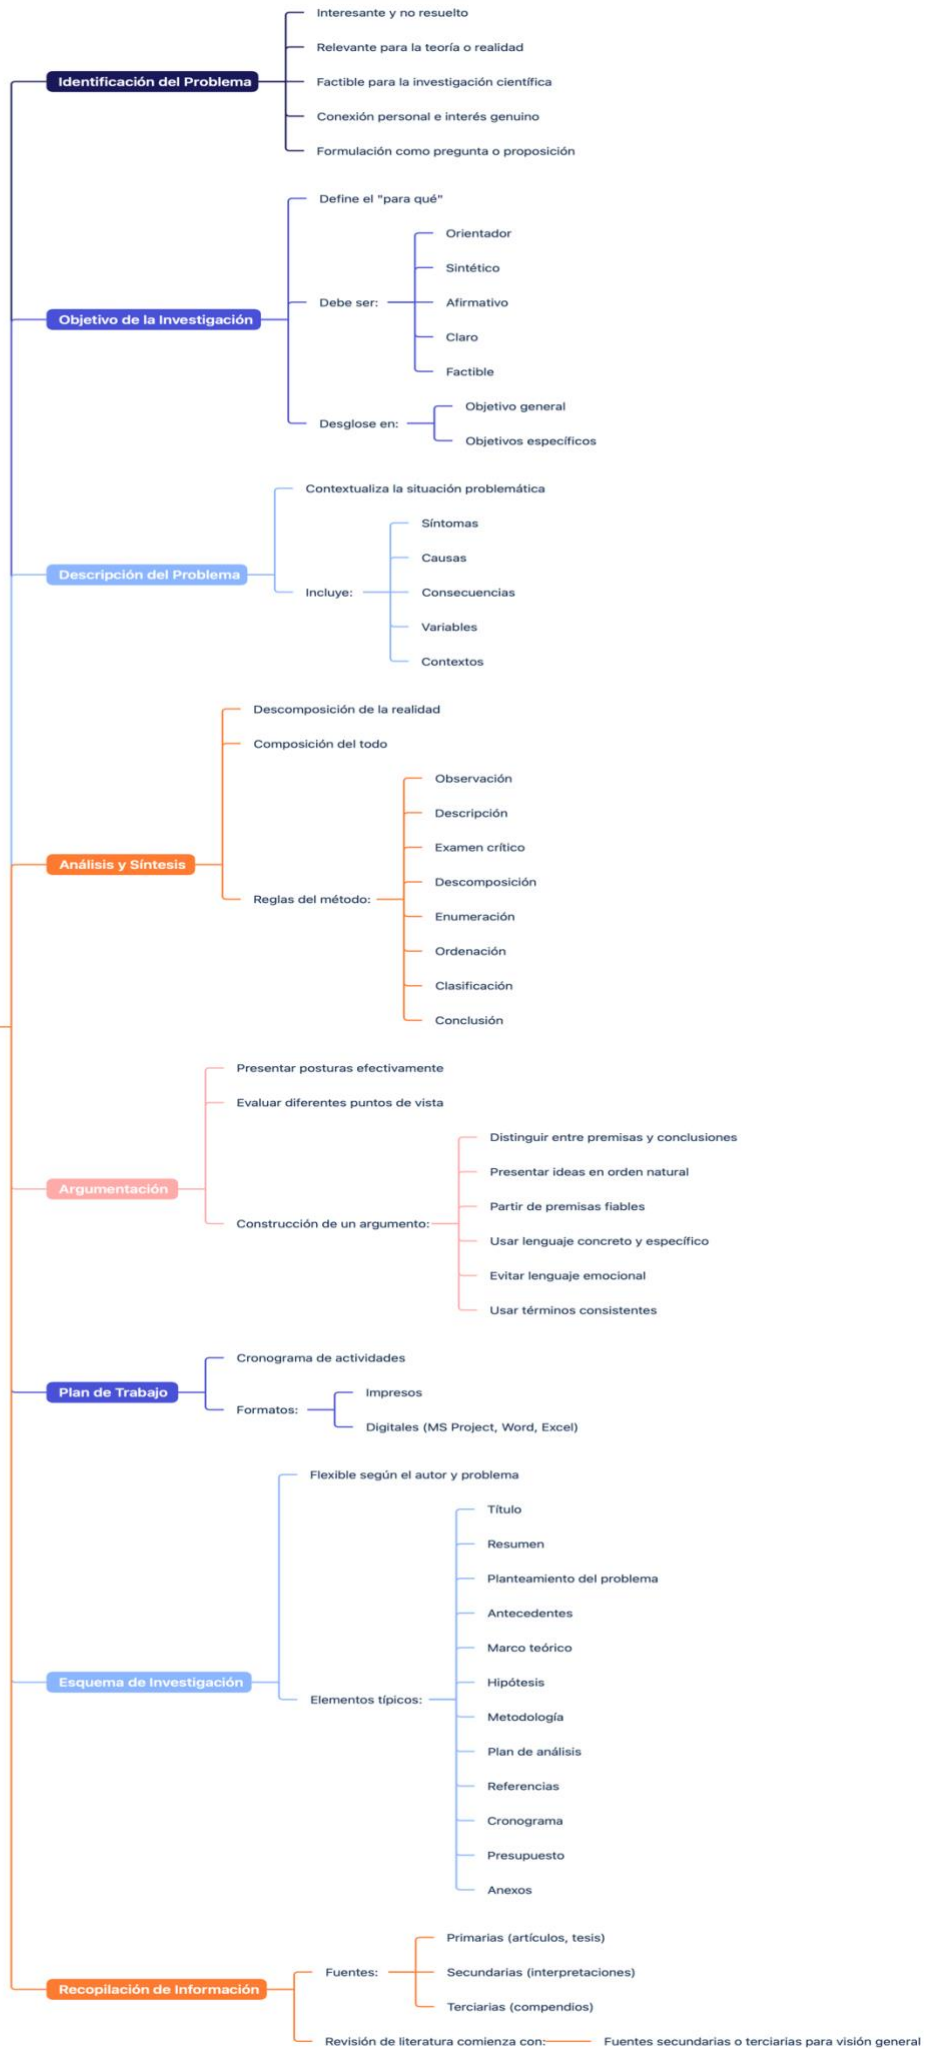 Identificación del Problema
Interesante y no resuelto
Relevante para la teoría o realidad
Factible para la investigación científica
Conexión personal e interés genuino
Formulación como pregunta o proposición
Objetivo de la Investigación
Define el "para qué"
Debe ser:
Orientador
Sintético
Afirmativo
Claro
Factible
Desglose en:
Objetivo general
Objetivos específicos
Descripción del Problema
Contextualiza la situación problemática
Incluye:
Síntomas
Causas
Consecuencias
Variables
Contextos
Análisis y Síntesis
Descomposición de la realidad
Composición del todo
Reglas del método:
Observación
Descripción
Examen crítico
Descomposición
Enumeración
Ordenación
Clasificación
Conclusión
Argumentación
Presentar posturas efectivamente
Evaluar diferentes puntos de vista
Construcción de un argumento:
Distinguir entre premisas y conclusiones
Presentar ideas en orden natural
Partir de premisas fiables
Usar lenguaje concreto y específico
Evitar lenguaje emocional
Usar términos consistentes
Plan de Trabajo
Cronograma de actividades
Formatos:
Impresos
Digitales (MS Project, Word, Excel)
Esquema de Investigación
Flexible según el autor y problema
Elementos típicos:
Título
Resumen
Planteamiento del problema
Antecedentes
Marco teórico
Hipótesis
Metodología
Plan de análisis
Referencias
Cronograma
Presupuesto
Anexos
Recopilación de Información
Fuentes:
Primarias (artículos, tesis)
Secundarias (interpretaciones)
Terciarias (compendios)
Revisión de literatura comienza con:
Fuentes secundarias o terciarias para visión general